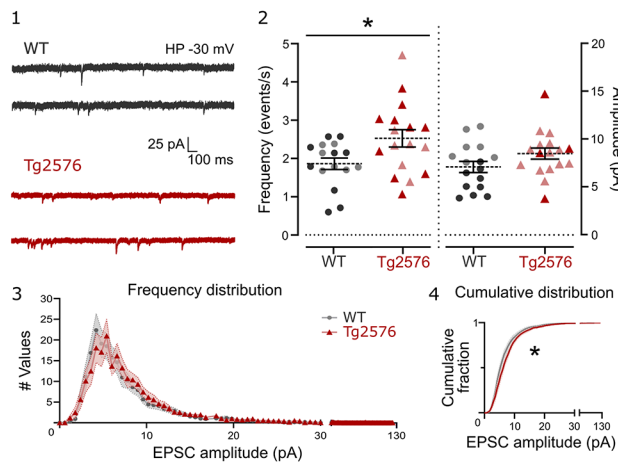 1
WT
HP -30 mV
25 pA
100 ms
Tg2576
2
*
Frequency (events/s)
5
4
3
2
1
0
WT
Tg2576
WT
Tg2576
20
15
10
5
0
Amplitude (pA)
3
Frequency distribution
WT
Tg2576
# Values
30
25
20
15
10
5
0
0
10
20
30
130
EPSC amplitude (pA)
4
Cumulative distribution
Cumulative
fraction
1
0.5
0
*
0
10
20
30
130
EPSC amplitude (pA)